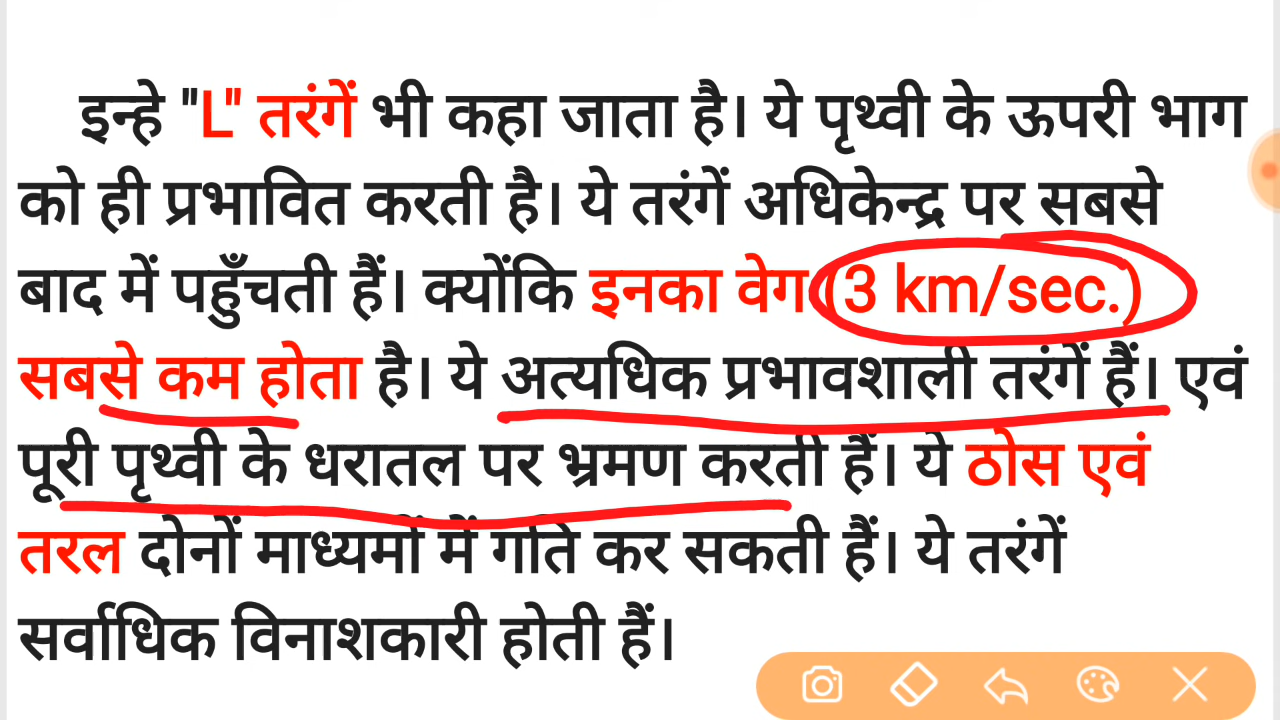 इन्हे "L" तरंगें भी कहा जाता है। ये पृथ्वी के ऊपरी भाग
को ही प्रभावित करती है। ये तरंगें अधिकेन्द्र पर सबसे
बाद में पहुँचती हैं। क्योंकि इनका वेग (3 km/sec.)
सबसे कम होता है। ये अत्यधिक प्रभावशाली तरंगें हैं। एवं
पूरी पृथ्वी के धरातल पर भ्रमण करती हैं। ये ठोस एवं
तरल दोनों माध्यमों में गति कर सकती हैं। ये तरंगें
सर्वाधिक विनाशकारी होती हैं।